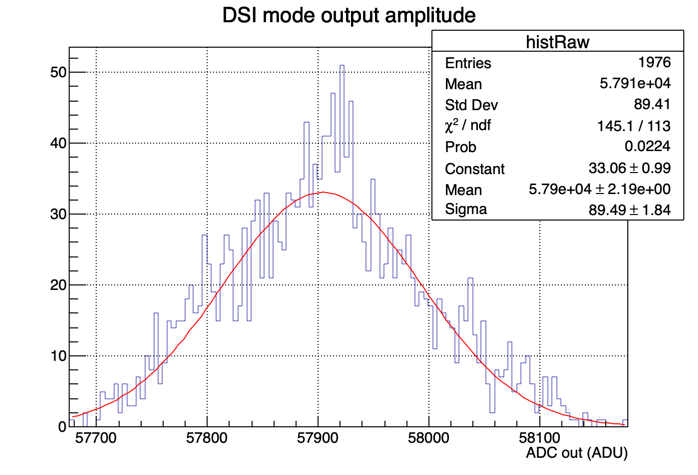 DSI mode output amplitude
histRaw
Entries 1976
Mean 5.791e+04
Std Dev 89.41
χ² / ndf 145.1 / 113
Prob 0.0224
Constant 33.06 ± 0.99
Mean 5.79e+04 ± 2.19e+00
Sigma 89.49 ± 1.84
50
40
30
20
10
0
57700 57800 57900 58000 58100
ADC out (ADU)